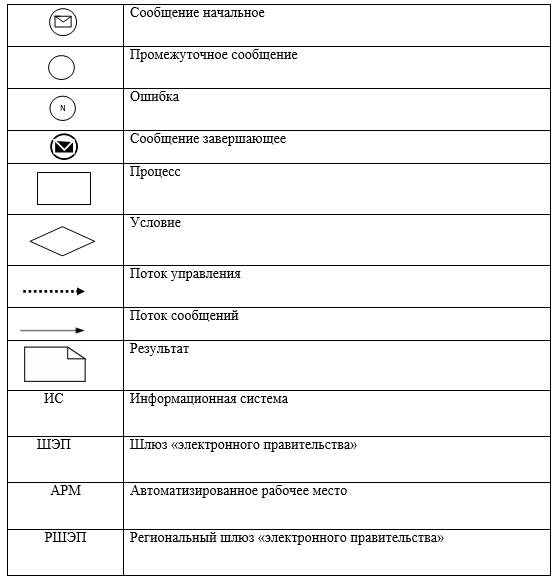 Сообщение начальное
Промежуточное сообщение
N Ошибка
Сообщение завершающее
Процесс
Условие
Поток управления
Поток сообщений
Результат
ИС Информационная система
ШЭП Шлюз «электронного правительства»
АРМ Автоматизированное рабочее место
РШЭП Региональный шлюз «электронного правительства»